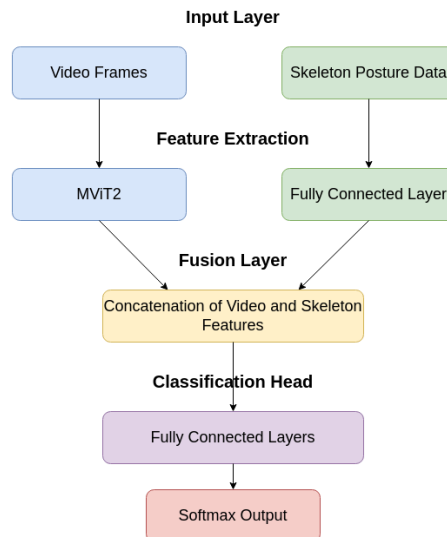 Input Layer
Video Frames
Skeleton Posture Data
Feature Extraction
MViT2
Fully Connected Layer
Fusion Layer
Concatenation of Video and Skeleton
Features
Classification Head
Fully Connected Layers
Softmax Output